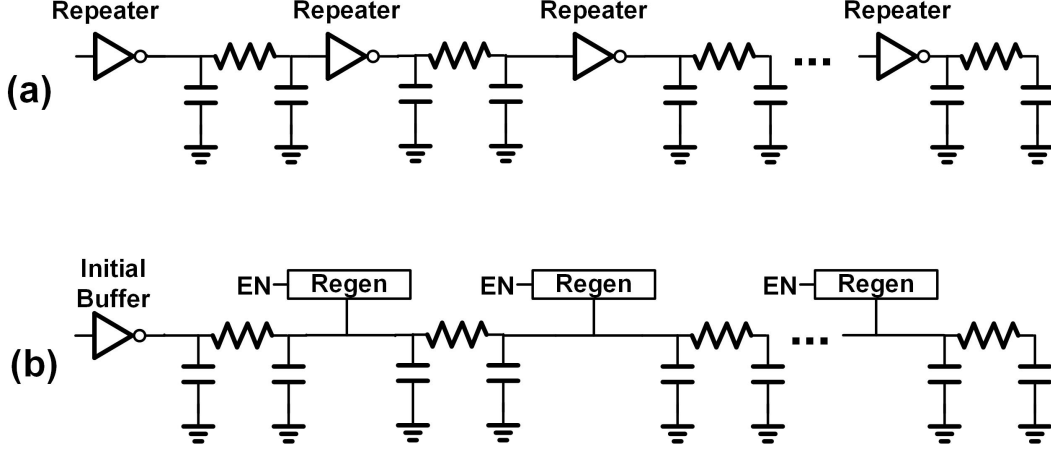 Repeater Repeater Repeater Repeater
(a)
Initial
Buffer
EN Regen EN Regen EN Regen
(b)